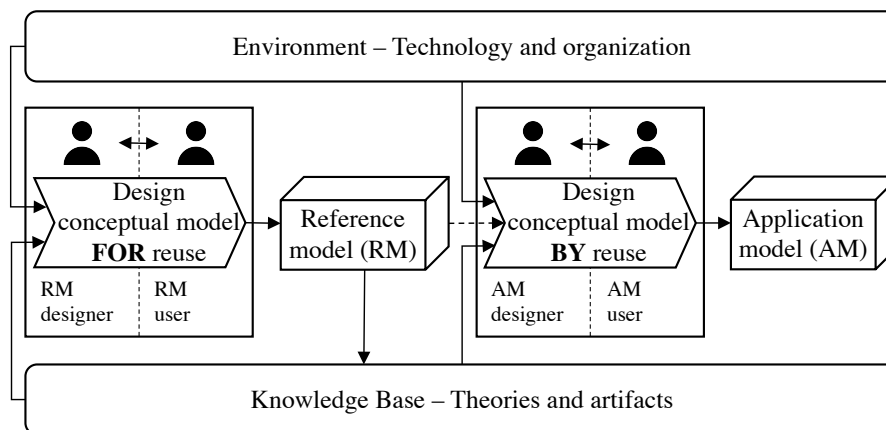 Environment – Technology and organization
Design
conceptual model
FOR reuse
RM
designer
RM
user
Reference
model (RM)
Design
conceptual model
BY reuse
AM
designer
AM
user
Application
model (AM)
Knowledge Base – Theories and artifacts